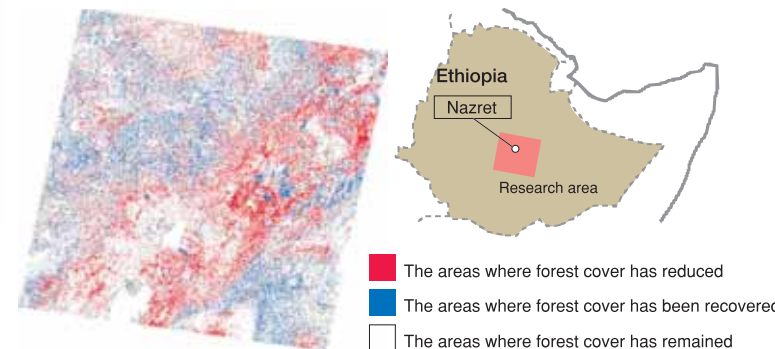 Ethiopia
Nazret
Research area
The areas where forest cover has reduced
The areas where forest cover has been recovered
The areas where forest cover has remained